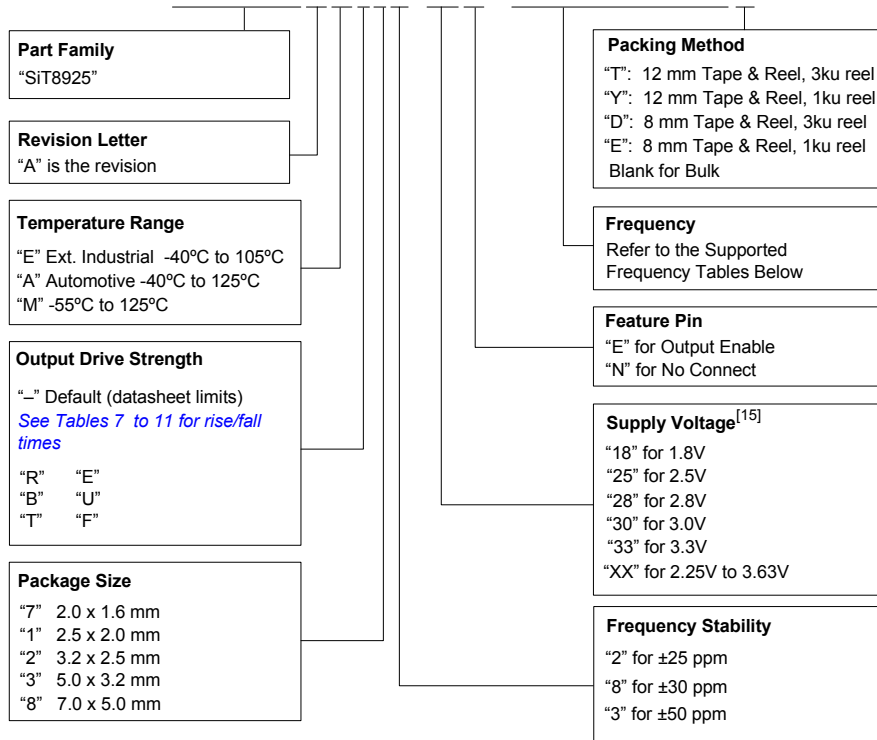 Part Family
“SiT8925”
Revision Letter
“A” is the revision
Temperature Range
“E” Ext. Industrial -40ºC to 105ºC
“A” Automotive -40ºC to 125ºC
“M” -55ºC to 125ºC
Output Drive Strength
“–” Default (datasheet limits)
See Tables 7 to 11 for rise/fall
times
“R” “E”
“B” “U”
“T” “F”
Package Size
“7” 2.0 x 1.6 mm
“1” 2.5 x 2.0 mm
“2” 3.2 x 2.5 mm
“3” 5.0 x 3.2 mm
“8” 7.0 x 5.0 mm
Packing Method
“T”: 12 mm Tape & Reel, 3ku reel
“Y”: 12 mm Tape & Reel, 1ku reel
“D”: 8 mm Tape & Reel, 3ku reel
“E”: 8 mm Tape & Reel, 1ku reel
Blank for Bulk
Frequency
Refer to the Supported
Frequency Tables Below
Feature Pin
“E” for Output Enable
“N” for No Connect
Supply Voltage[15]
“18” for 1.8V
“25” for 2.5V
“28” for 2.8V
“30” for 3.0V
“33” for 3.3V
“XX” for 2.25V to 3.63V
Frequency Stability
“2” for ±25 ppm
“8” for ±30 ppm
“3” for ±50 ppm